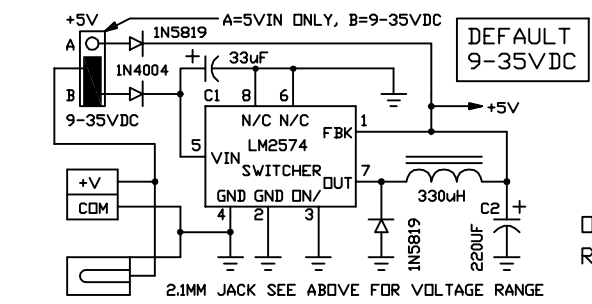 +5V
A=5VIN ONLY, B=9-35VDC
1N5819
A
DEFAULT
9-35VDC
1N4004
+
33uF
B
C1
8 6
+5V
9-35VDC
N/C N/C
1
FBK
LM2574
5
VIN
SWITCHER
7
OUT
+V
330uH
GND GND ON/
COM
4 2 3
C2 +
1N5819
220UF
2.1MM JACK SEE ABOVE FOR VOLTAGE RANGE